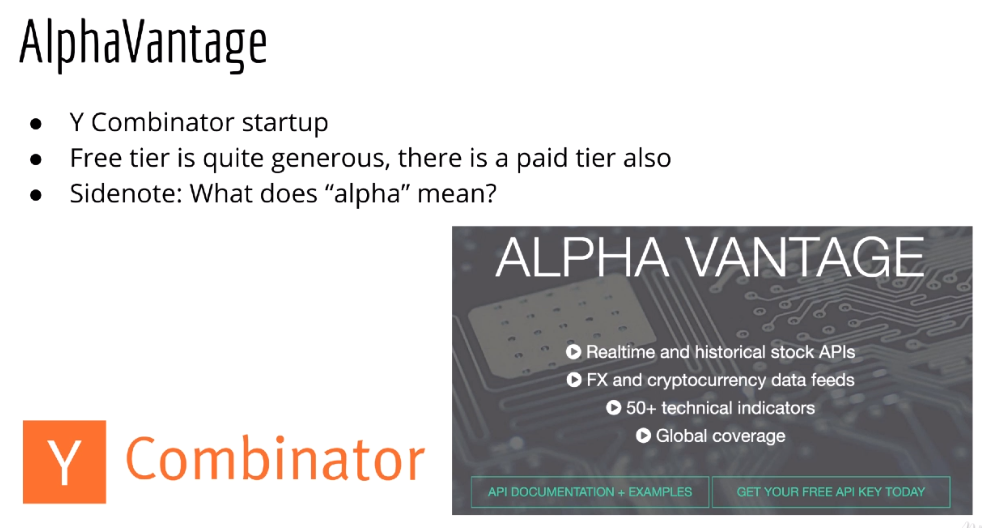 AlphaVantage
● Y Combinator startup
● Free tier is quite generous, there is a paid tier also
● Sidenote: What does “alpha” mean?
ALPHA VANTAGE
Realtime and historical stock APIs
FX and cryptocurrency data feeds
50+ technical indicators
Global coverage
API DOCUMENTATION + EXAMPLES
GET YOUR FREE API KEY TODAY
Y Combinator